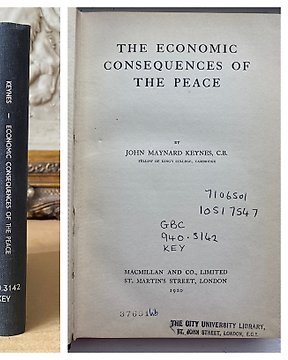 KEYNES — ECONOMIC CONSEQUENCES OF THE PEACE
.3142
KEY
THE ECONOMIC
CONSEQUENCES OF
THE PEACE
BY
JOHN MAYNARD KEYNES, C.B.
FELLOW OF KING'S COLLEGE, CAMBRIDGE
7106501
10517547
GBC
940.3142
KEY
MACMILLAN AND CO., LIMITED
ST. MARTIN'S STREET, LONDON
1920
THE CITY UNIVERSITY LIBRARY,
ST. JOHN STREET, LONDON, E.C.1.